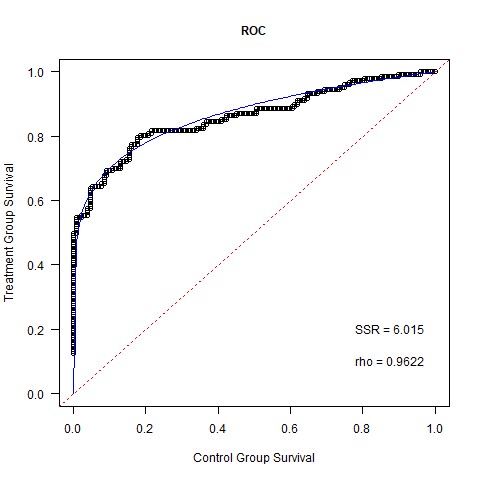 ROC
Treatment Group Survival
1.0
0.8
0.6
0.4
0.2
0.0
SSR = 6.015
rho = 0.9622
0.0 0.2 0.4 0.6 0.8 1.0
Control Group Survival